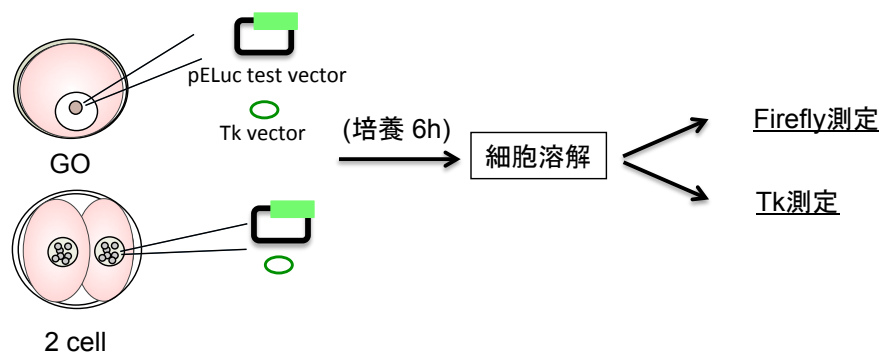 pELuc test vector
Tk vector
GO
(培養 6h)
細胞溶解
Firefly測定
Tk測定
2 cell